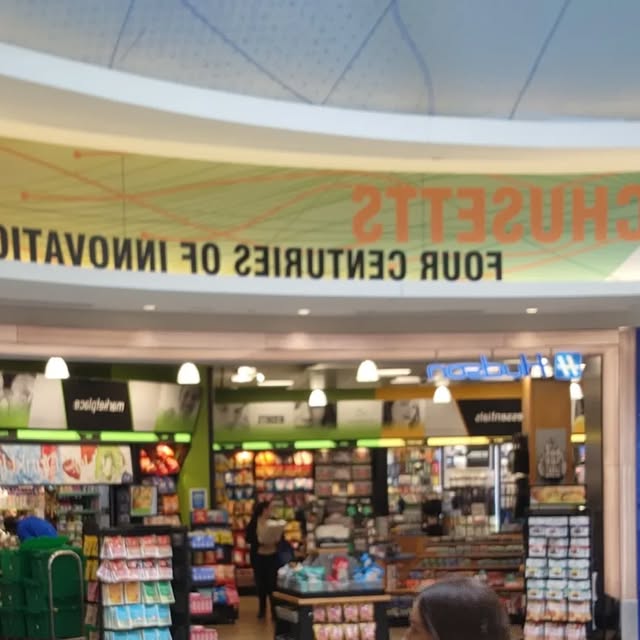 CHUSETTS
FOUR CENTURIES OF INNOVATIO
Hudson
essentials
marketplace